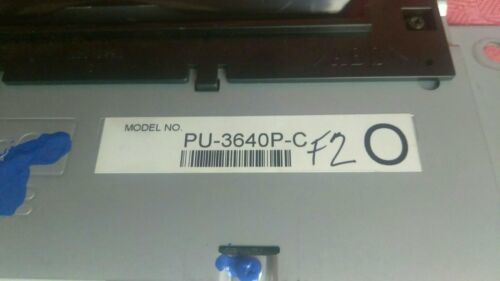 MODEL NO.
PU-3640P-C F2 O